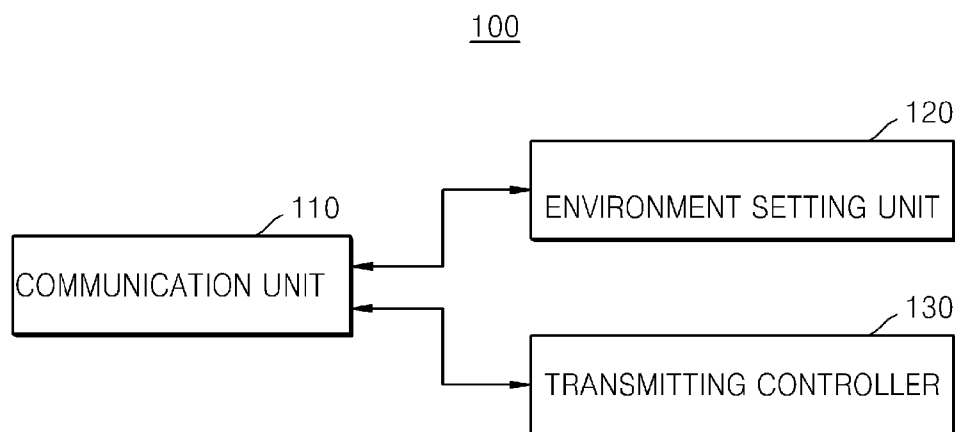 100
120
ENVIRONMENT SETTING UNIT
110
COMMUNICATION UNIT
130
TRANSMITTING CONTROLLER